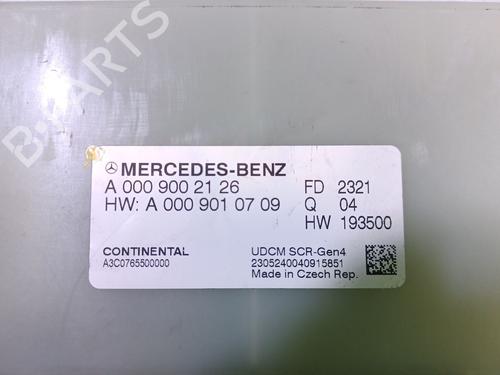 B-PARTS
MERCEDES-BENZ
A 000 900 21 26 FD 2321
HW: A 000 901 07 09 Q 04
HW 193500
CONTINENTAL UDCM SCR-Gen4
A3C0765500000 2305240040915851
Made in Czech Rep.